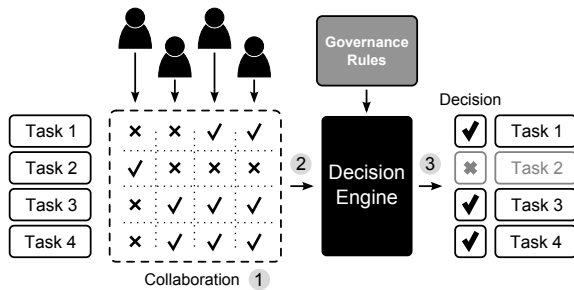 Governance
Rules
Decision
Task 1
Task 1
Task 2
2
Decision
Engine
3
Task 2
Task 3
Task 3
Task 4
Task 4
Collaboration 1